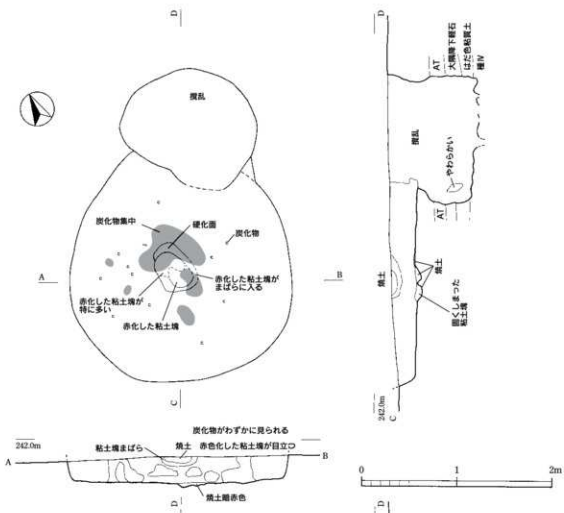 D
D
撹乱
AT
大隅降下軽石
はだ色粘質土
種Ⅳ
撹乱
やわらかい
AT
炭化物集中
硬化面
炭化物
A
B
赤化した粘土塊が
まばらに入る
赤化した粘土塊が
特に多い
赤化した粘土塊
焼土
焼土
固くしまった
粘土塊
C
242.0m
C
炭化物がわずかに見られる
242.0m
粘土塊まばら
焼土
赤色化した粘土塊が目立つ
A
B
焼土暗赤色
D
D
0
1
2m